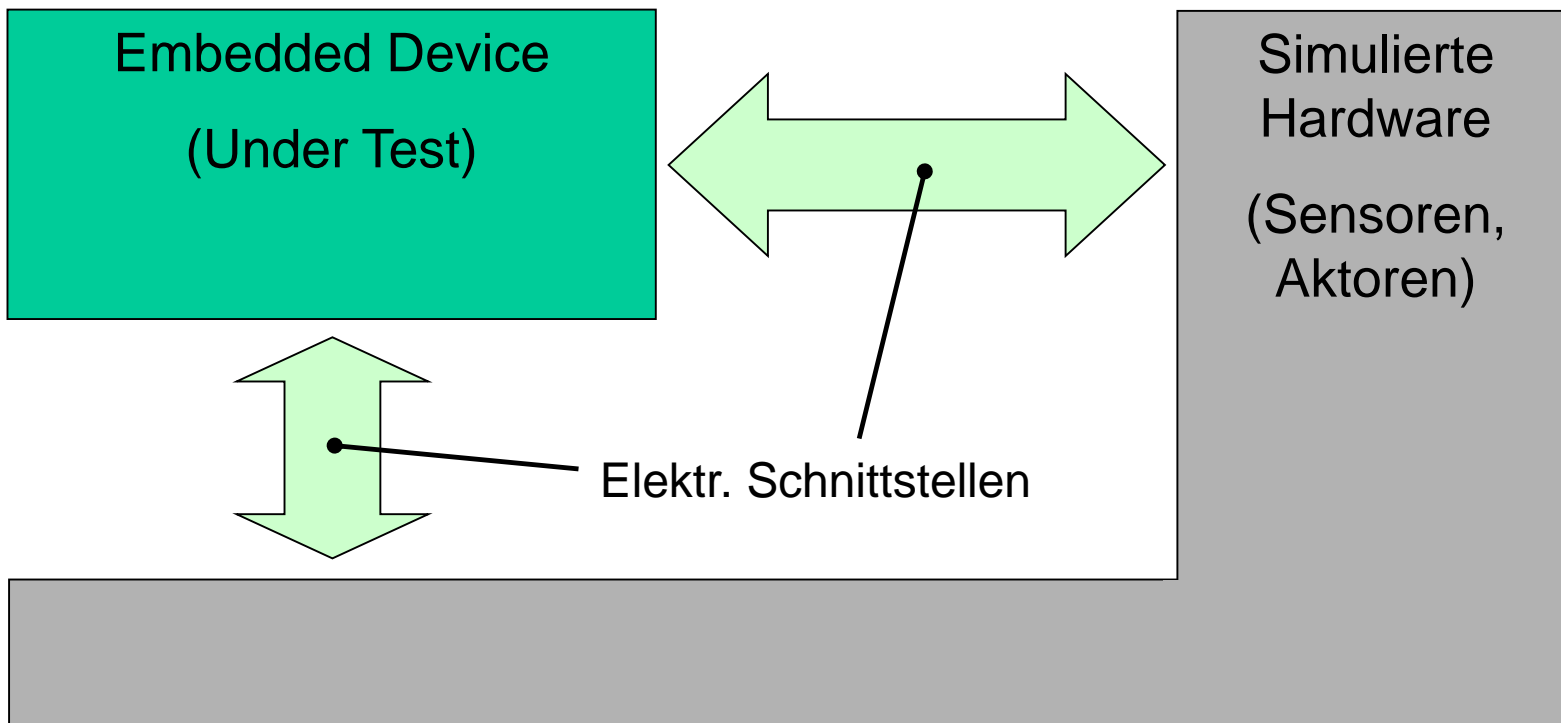 Embedded Device
(Under Test)
Simulierte
Hardware
(Sensoren,
Aktoren)
Elektr. Schnittstellen